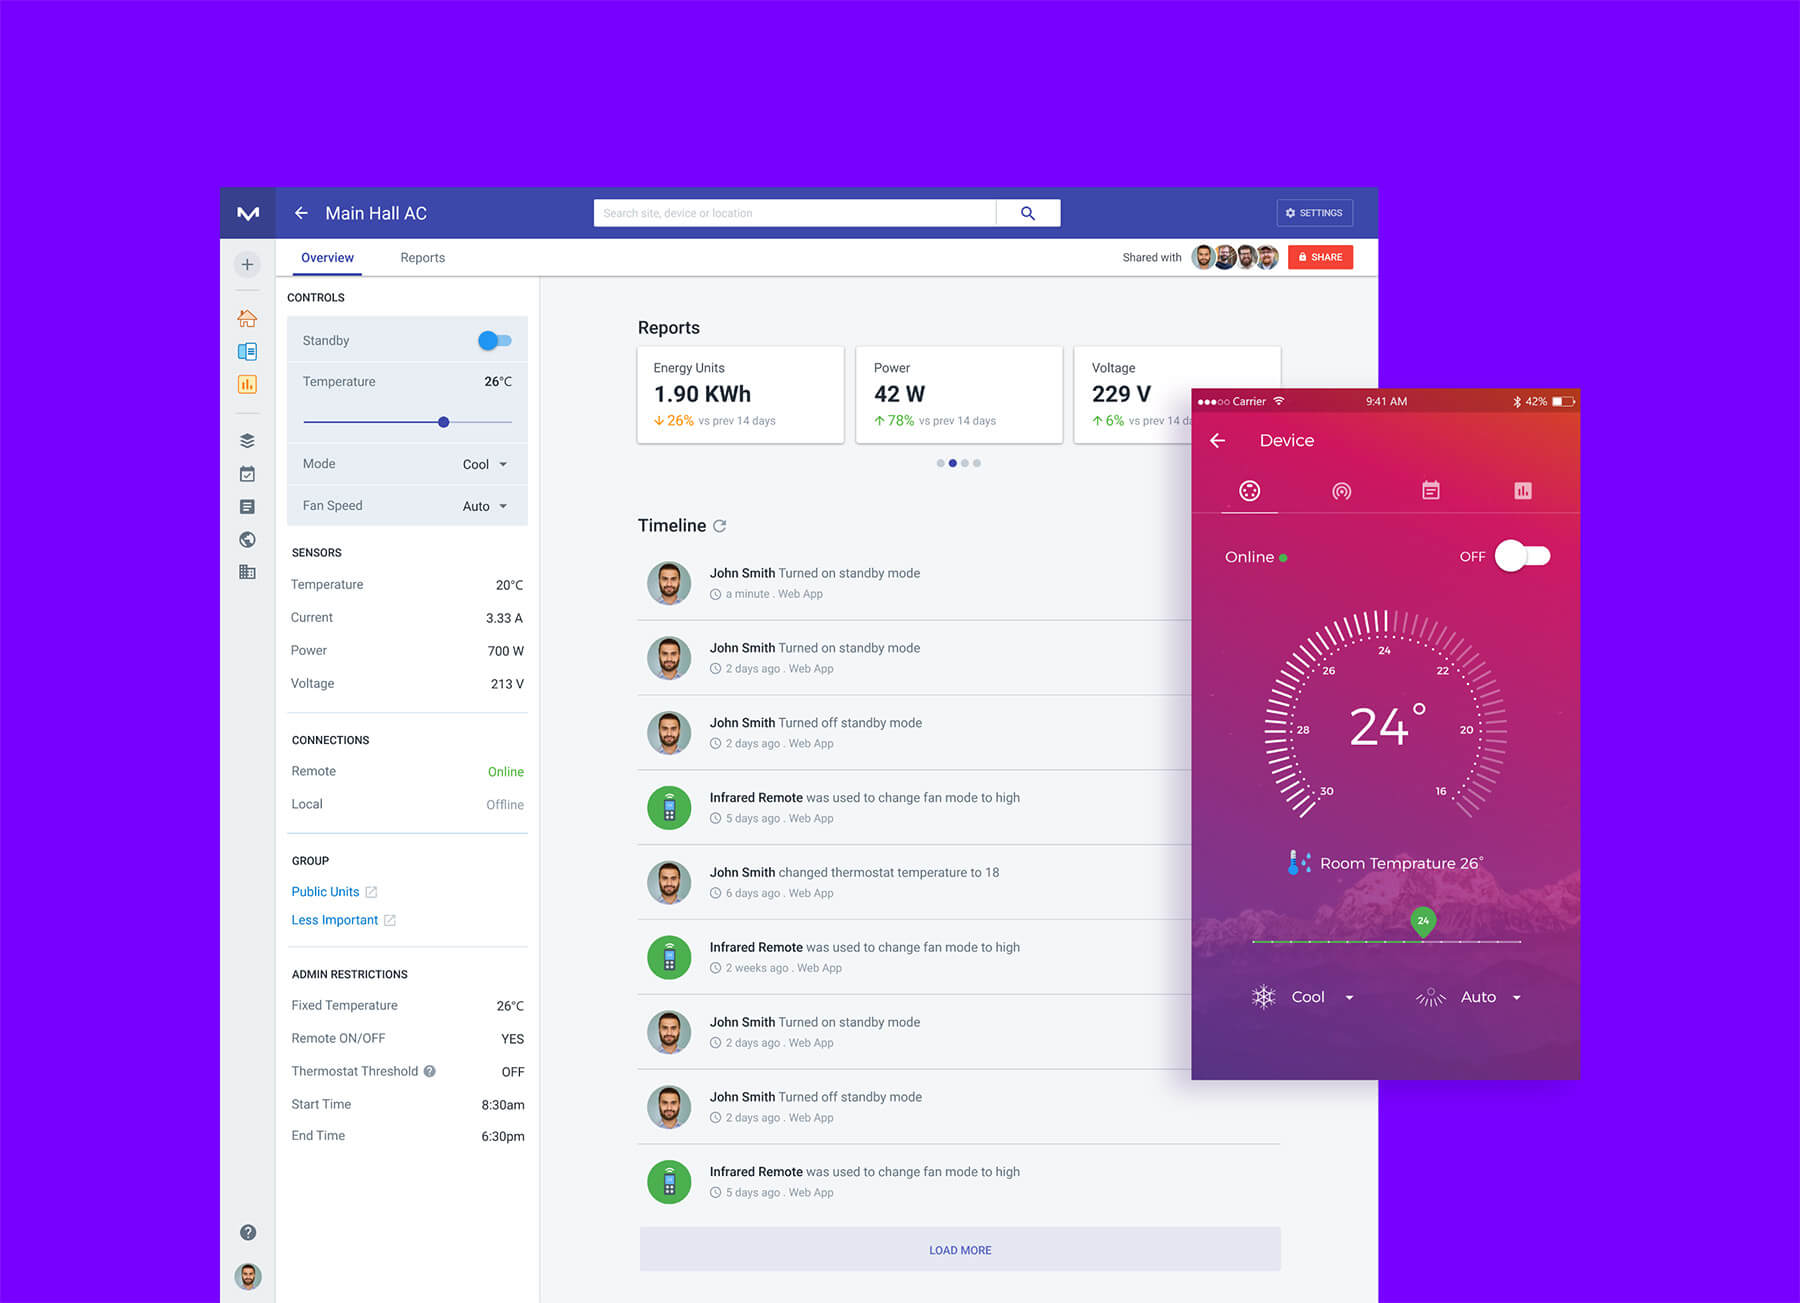 Main Hall AC
Search site, device or location
SETTINGS
Overview
Reports
Shared with
SHARE
CONTROLS
Standby
Temperature 26°C
Mode Cool
Fan Speed Auto
SENSORS
Temperature 20°C
Current 3.33 A
Power 700 W
Voltage 213 V
CONNECTIONS
Remote Online
Local Offline
GROUP
Public Units
Less Important
ADMIN RESTRICTIONS
Fixed Temperature 26°C
Remote ON/OFF YES
Thermostat Threshold ? OFF
Start Time 8:30am
End Time 6:30pm
?
Reports
Energy Units
1.90 KWh
26% vs prev 14 days
Power
42 W
78% vs prev 14 days
Voltage
229 V
6% vs prev 14 d
Timeline
John Smith Turned on standby mode
a minute . Web App
John Smith Turned on standby mode
2 days ago . Web App
John Smith Turned off standby mode
2 days ago . Web App
Infrared Remote was used to change fan mode to high
5 days ago . Web App
John Smith changed thermostat temperature to 18
6 days ago . Web App
Infrared Remote was used to change fan mode to high
2 weeks ago . Web App
John Smith Turned on standby mode
2 days ago . Web App
John Smith Turned off standby mode
2 days ago . Web App
Infrared Remote was used to change fan mode to high
5 days ago . Web App
LOAD MORE
Carrier 9:41 AM 42%
Device
Online OFF
24
26 22
28 24° 20
30 16
Room Temprature 26°
24
Cool Auto